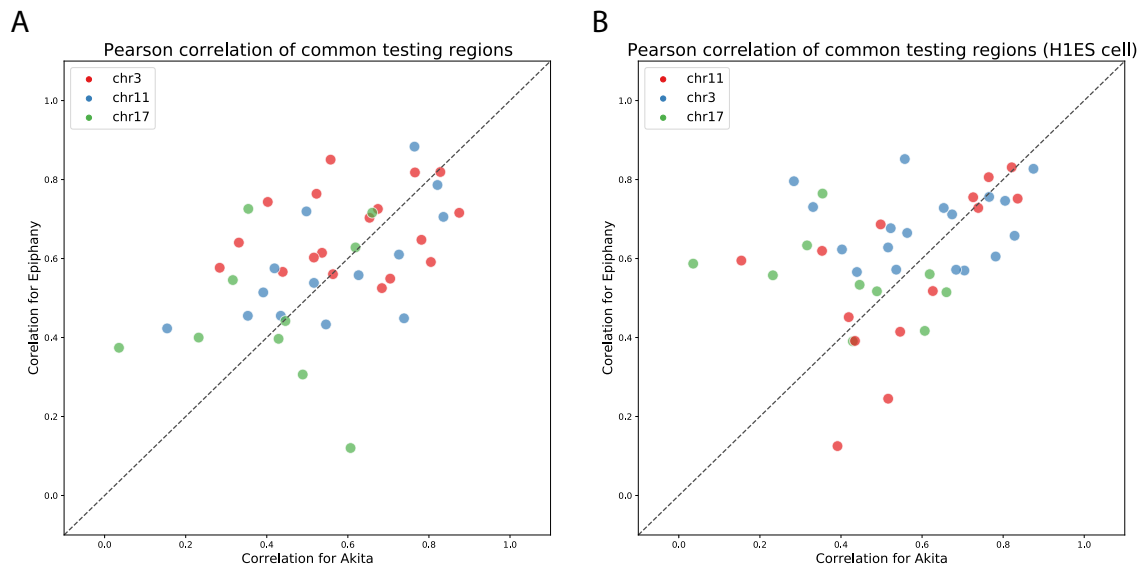 A
Pearson correlation of common testing regions
chr3
chr11
chr17
1.0
0.8
0.6
0.4
0.2
0.0
Corelation for Epiphany
0.0 0.2 0.4 0.6 0.8 1.0
Correlation for Akita
B
Pearson correlation of common testing regions (H1ES cell)
chr11
chr3
chr17
1.0
0.8
0.6
0.4
0.2
0.0
Corelation for Epiphany
0.0 0.2 0.4 0.6 0.8 1.0
Correlation for Akita